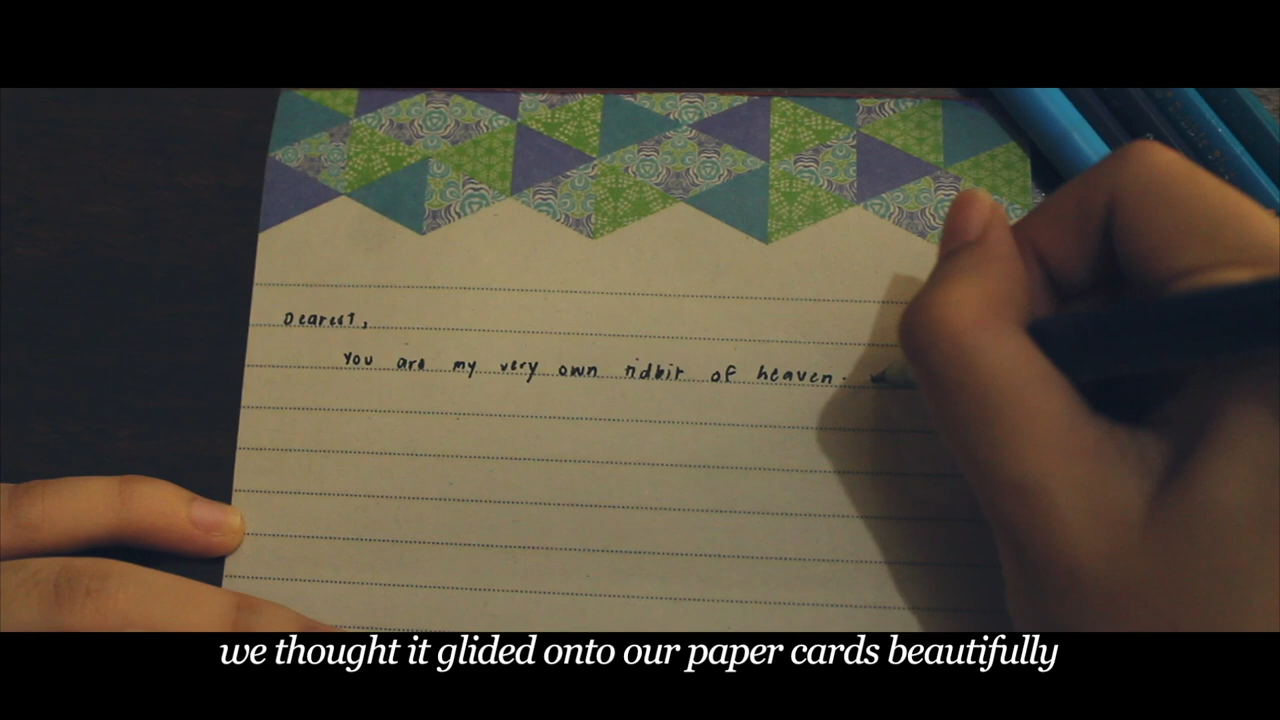 Dearest,
You are my very own tidbit of heaven.
we thought it glided onto our paper cards beautifully